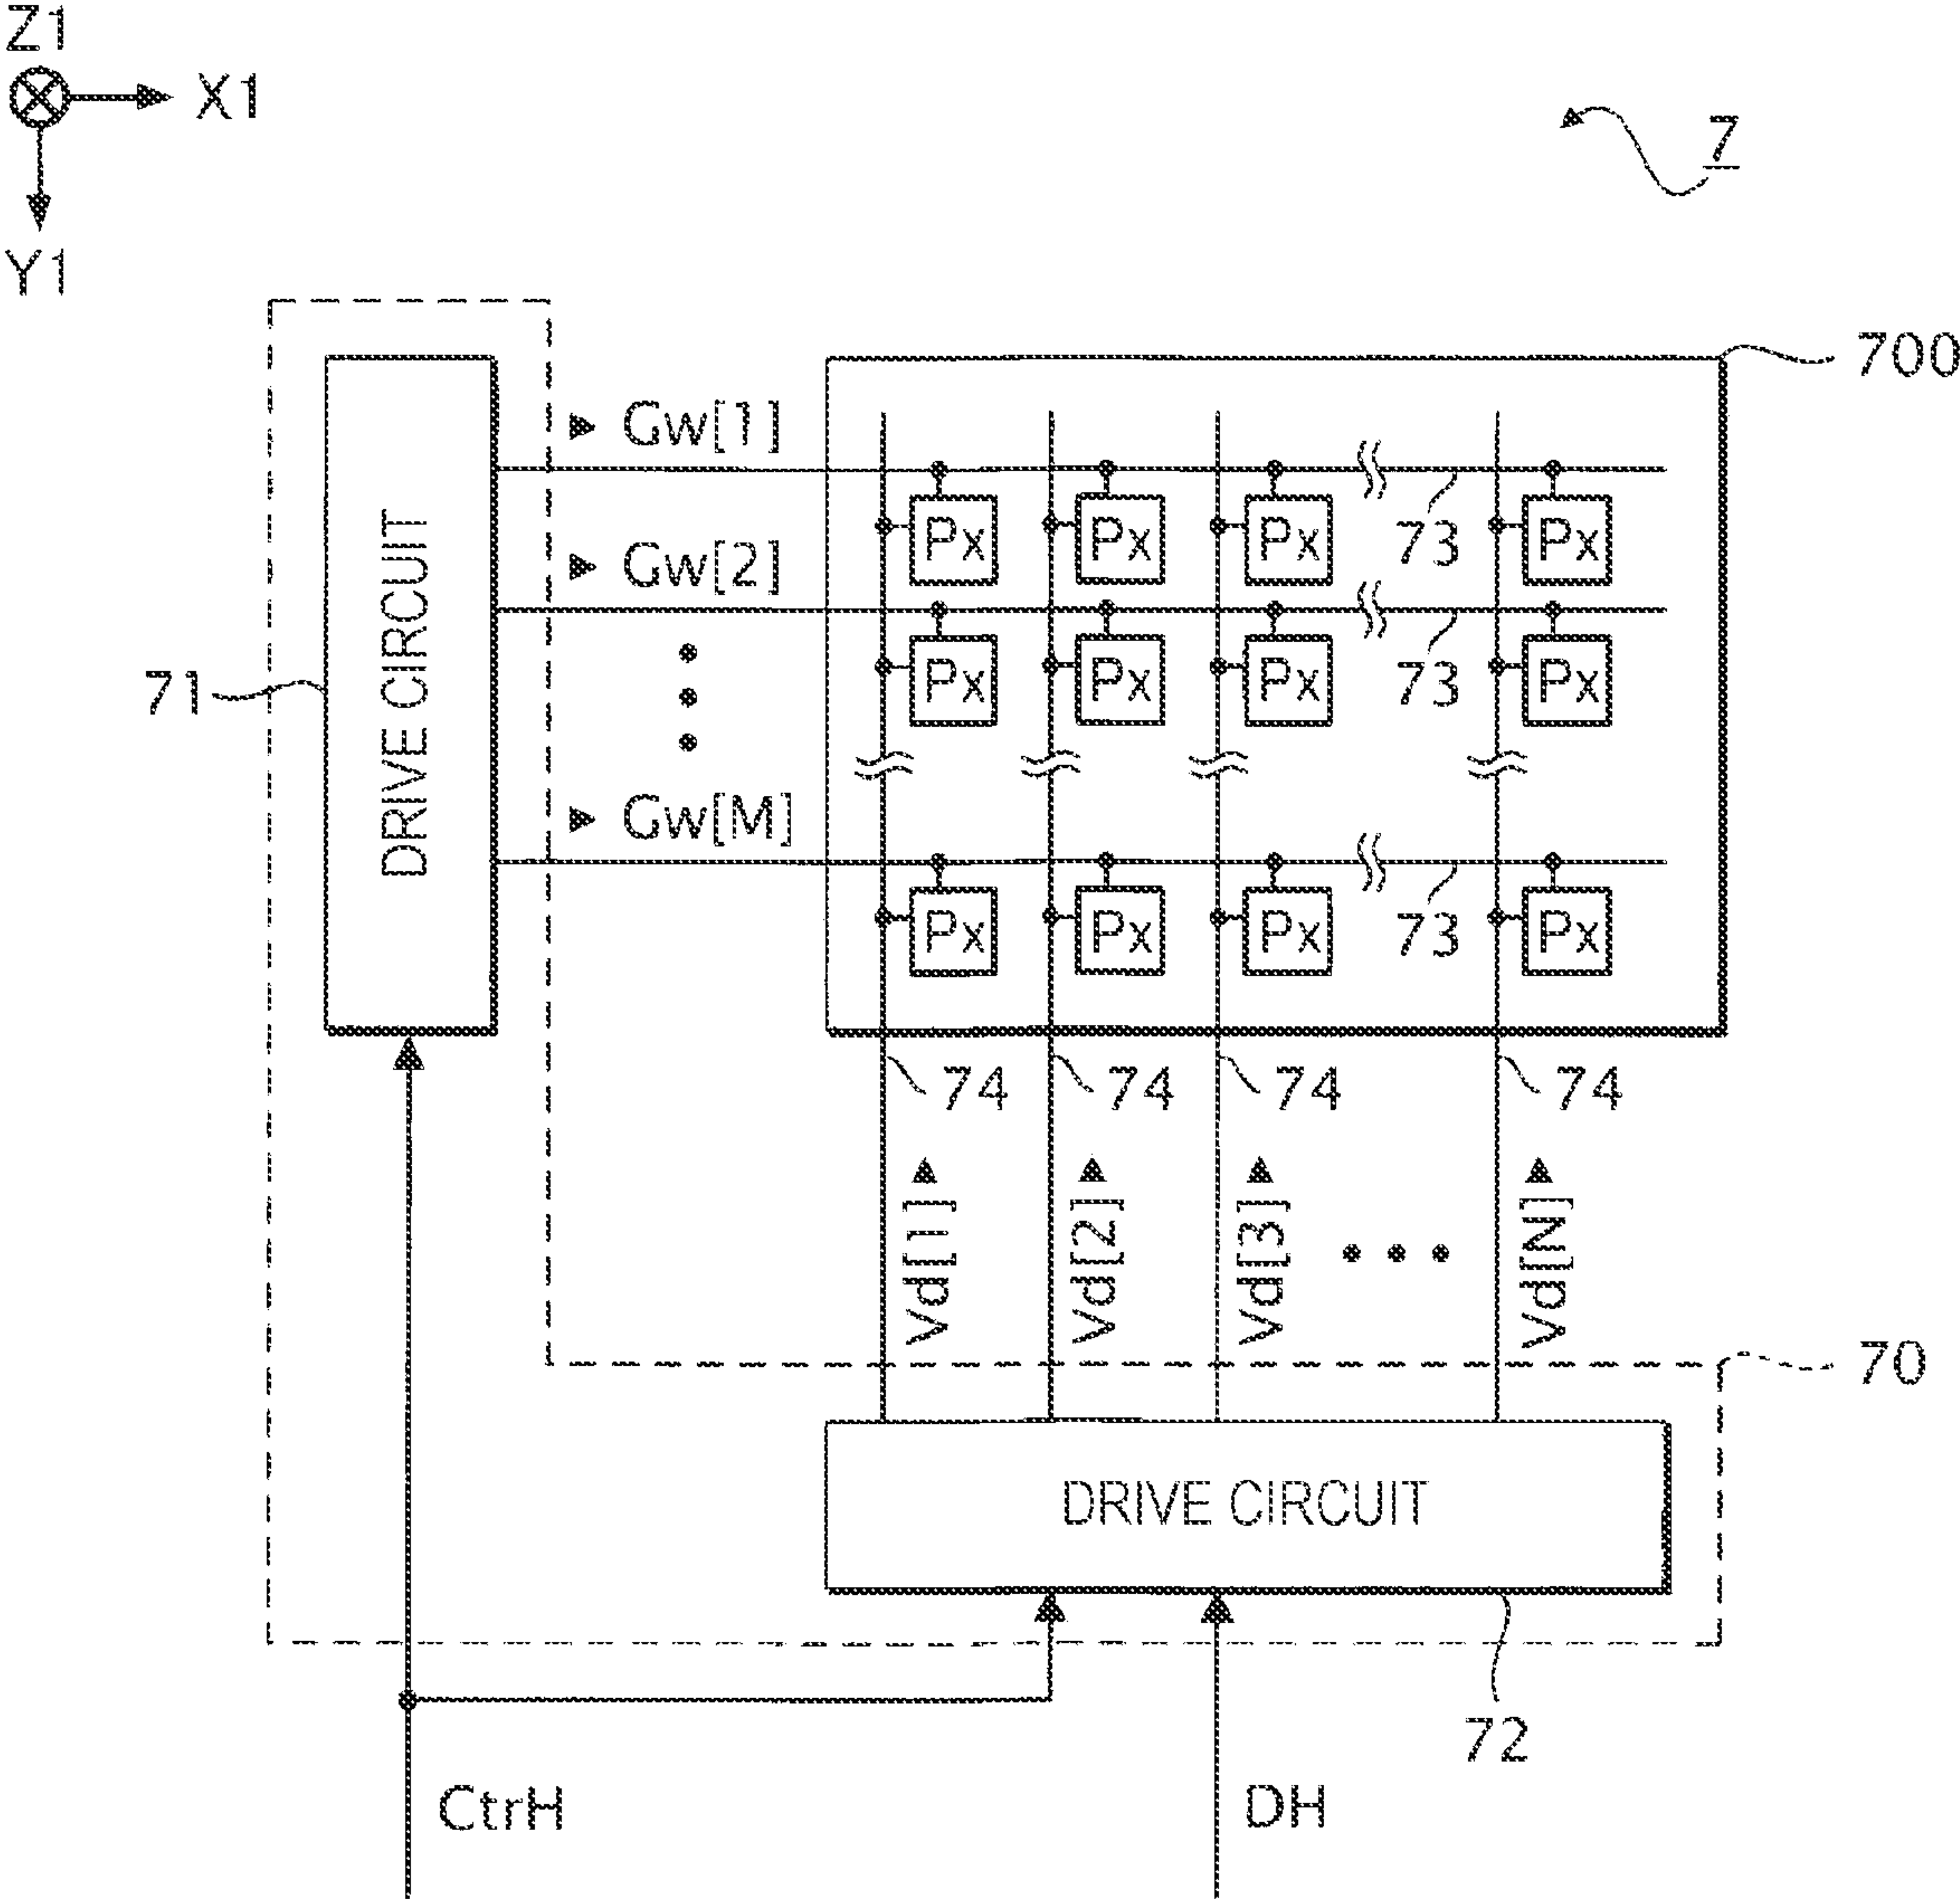 Z1
X1
Y1
7
700
Gw[1]
Px Px Px 73 Px
Gw[2]
Px Px Px 73 Px
71
DRIVE CIRCUIT
Gw[M]
Px Px Px 73 Px
74 74 74 74
Vd[1] Vd[2] Vd[3] Vd[N]
70
DRIVE CIRCUIT
72
CtrH
DH